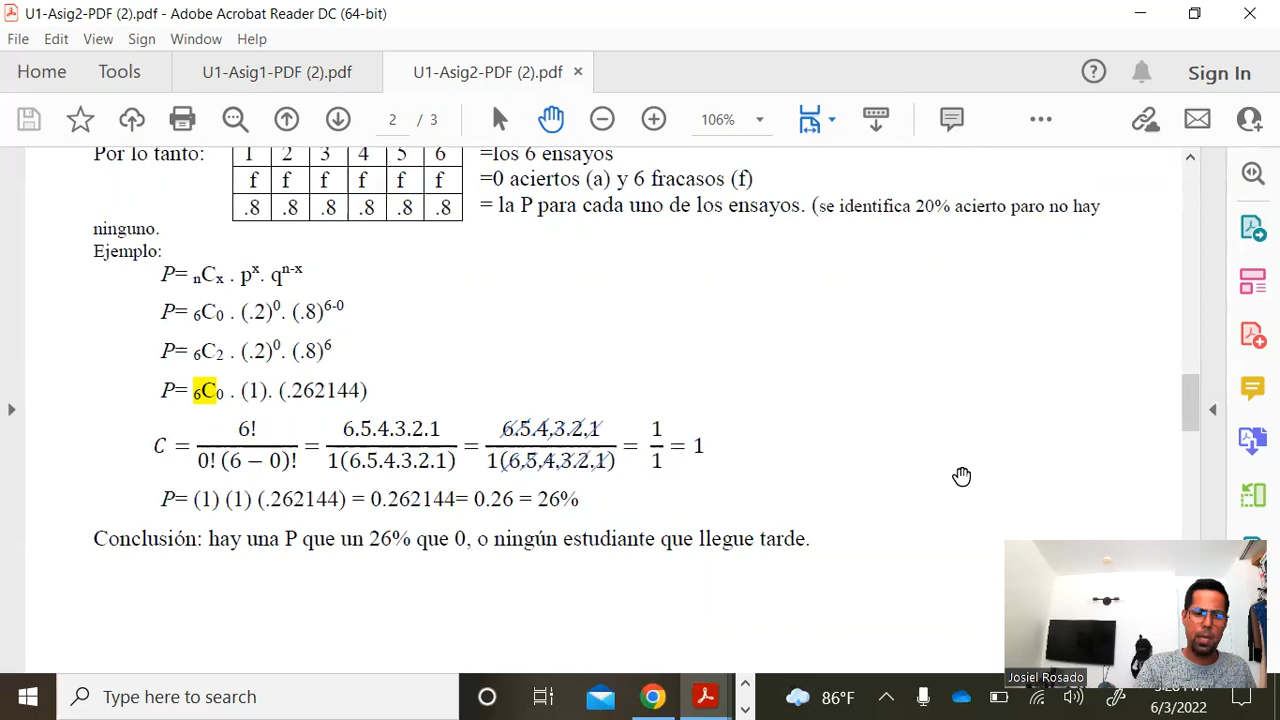 U1-Asig2-PDF (2).pdf - Adobe Acrobat Reader DC (64-bit)
File Edit View Sign Window Help
Home Tools U1-Asig1-PDF (2).pdf U1-Asig2-PDF (2).pdf × Sign In
2 / 3 106%
Por lo tanto: 1 2 3 4 5 6 =los 6 ensayos
f f f f f f =0 aciertos (a) y 6 fracasos (f)
.8 .8 .8 .8 .8 .8 = la P para cada uno de los ensayos. (se identifica 20% acierto paro no hay
ninguno.
Ejemplo:
P= ₙCₓ . pˣ. qⁿ⁻ˣ
P= ₆C₀ . (.2)⁰. (.8)⁶⁻⁰
P= ₆C₂ . (.2)⁰. (.8)⁶
P= ₆C₀ . (1). (.262144)
C = 6! / 0! (6 − 0)! = 6.5.4.3.2.1 / 1(6.5.4.3.2.1) = 6.5.4.3.2.1 / 1(6.5.4.3.2.1) = 1 / 1 = 1
P= (1) (1) (.262144) = 0.262144= 0.26 = 26%
Conclusión: hay una P que un 26% que 0, o ningún estudiante que llegue tarde.
Josiel Rosado
Type here to search 86°F
6/3/2022